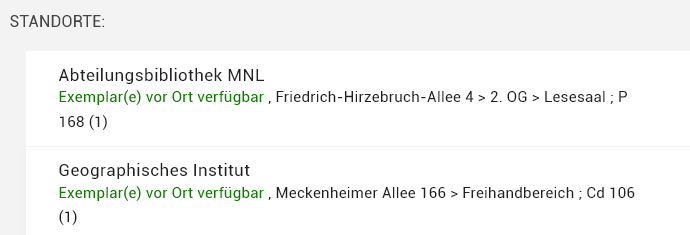 STANDORTE:
Abteilungsbibliothek MNL
Exemplar(e) vor Ort verfügbar , Friedrich-Hirzebruch-Allee 4 > 2. OG > Lesesaal ; P
168 (1)
Geographisches Institut
Exemplar(e) vor Ort verfügbar , Meckenheimer Allee 166 > Freihandbereich ; Cd 106
(1)